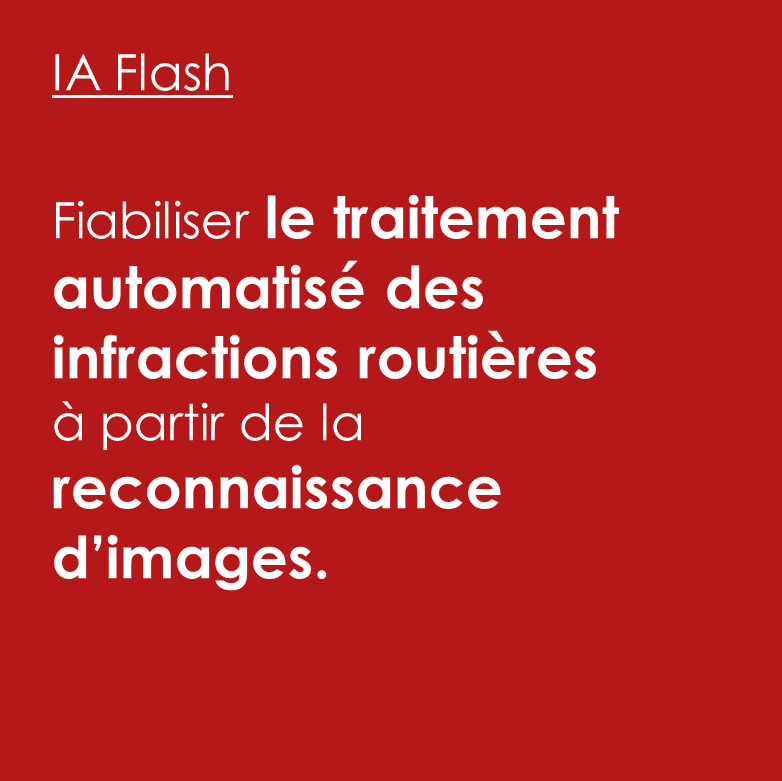 IA Flash
Fiabiliser le traitement
automatisé des
infractions routières
à partir de la
reconnaissance
d’images.